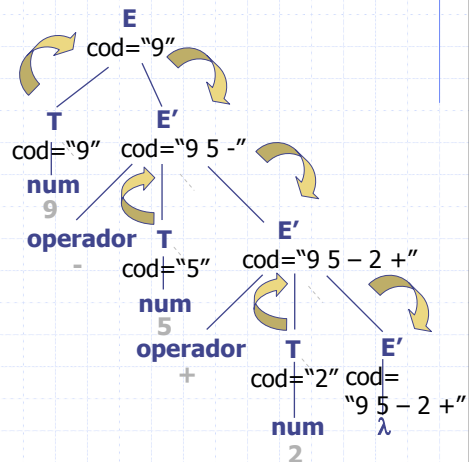 E
cod=“9”
T
E’
cod=“9”
cod=“9 5 -”
num
9
operador
-
T
cod=“5”
E’
cod=“9 5 – 2 +”
num
5
operador
+
T
cod=“2”
E’
cod=
“9 5 – 2 +”
λ
num
2